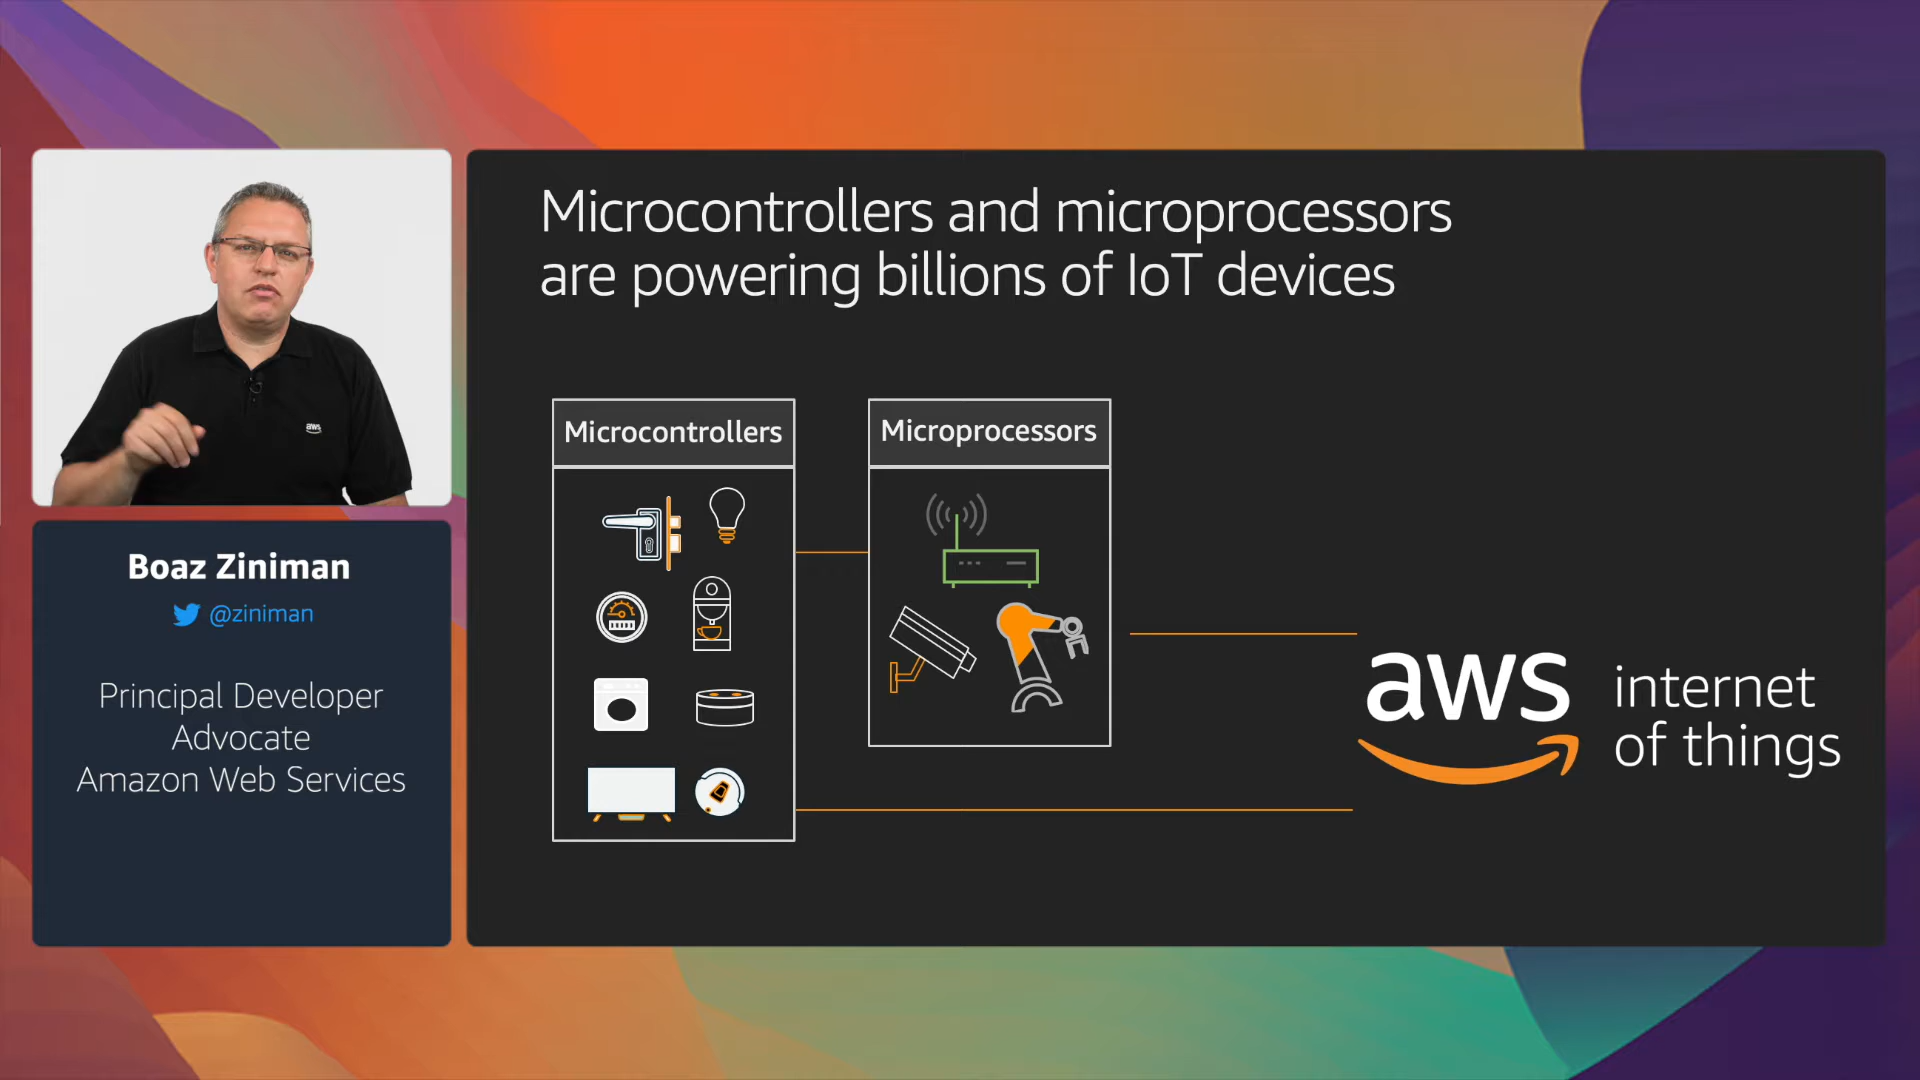 Microcontrollers and microprocessors
are powering billions of IoT devices
Microcontrollers
Microprocessors
aws
internet
of things
aws
Boaz Ziniman
@ziniman
Principal Developer
Advocate
Amazon Web Services